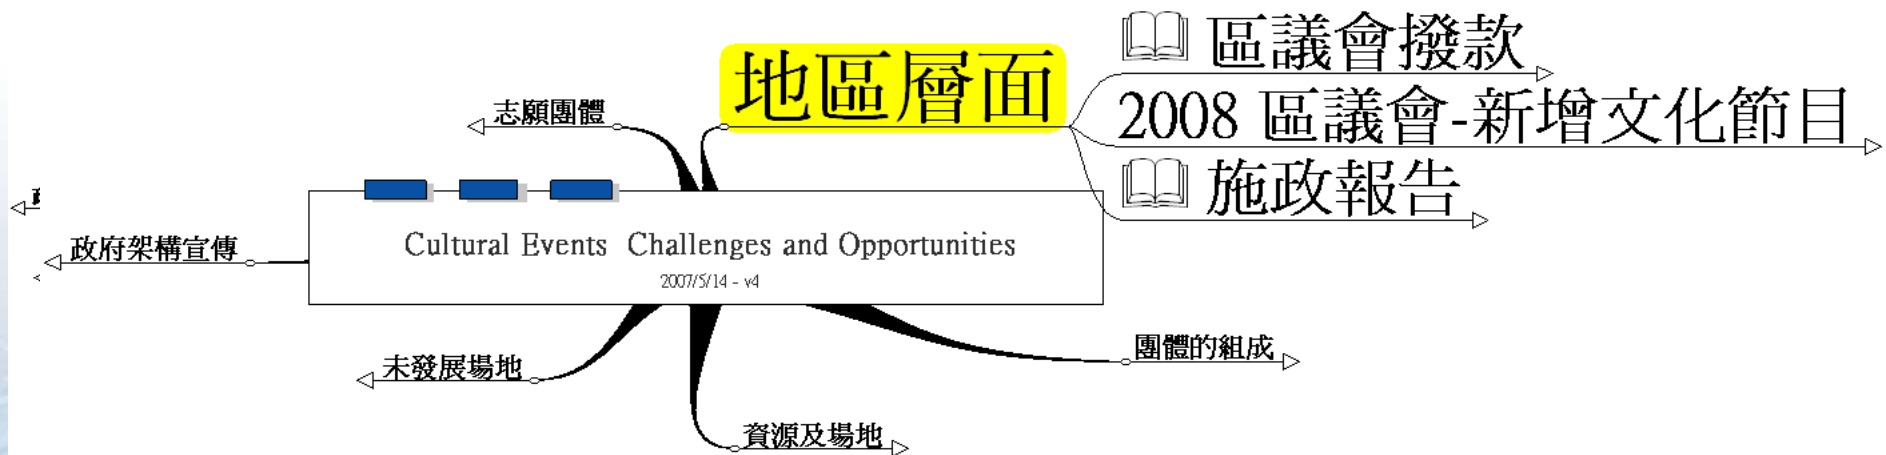 區議會撥款
地區層面
2008 區議會-新增文化節目
志願團體
施政報告
政府架構宣傳
Cultural Events Challenges and Opportunities
2007/5/14 - v4
團體的組成
未發展場地
資源及場地